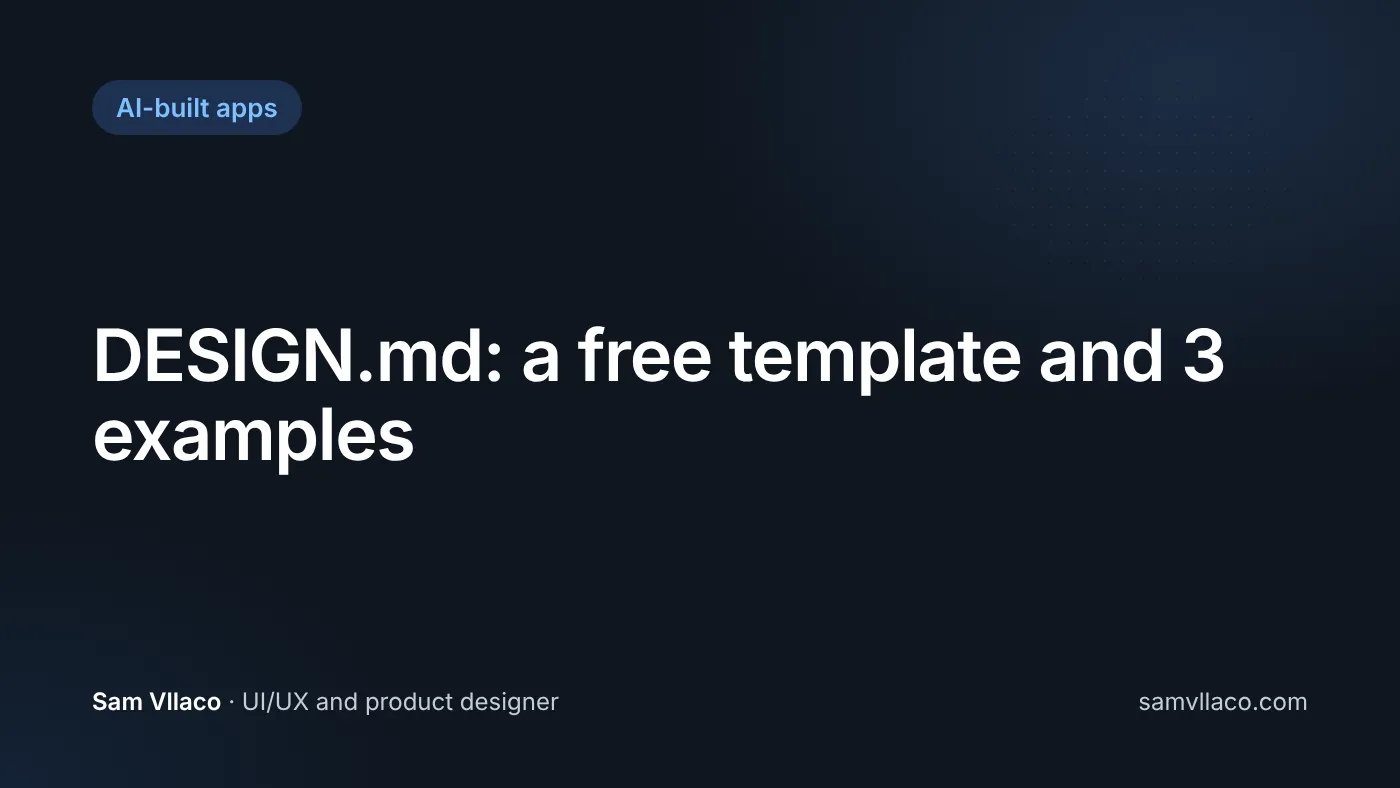 AI-built apps
DESIGN.md: a free template and 3
examples
Sam Vllaco · UI/UX and product designer
samvllaco.com